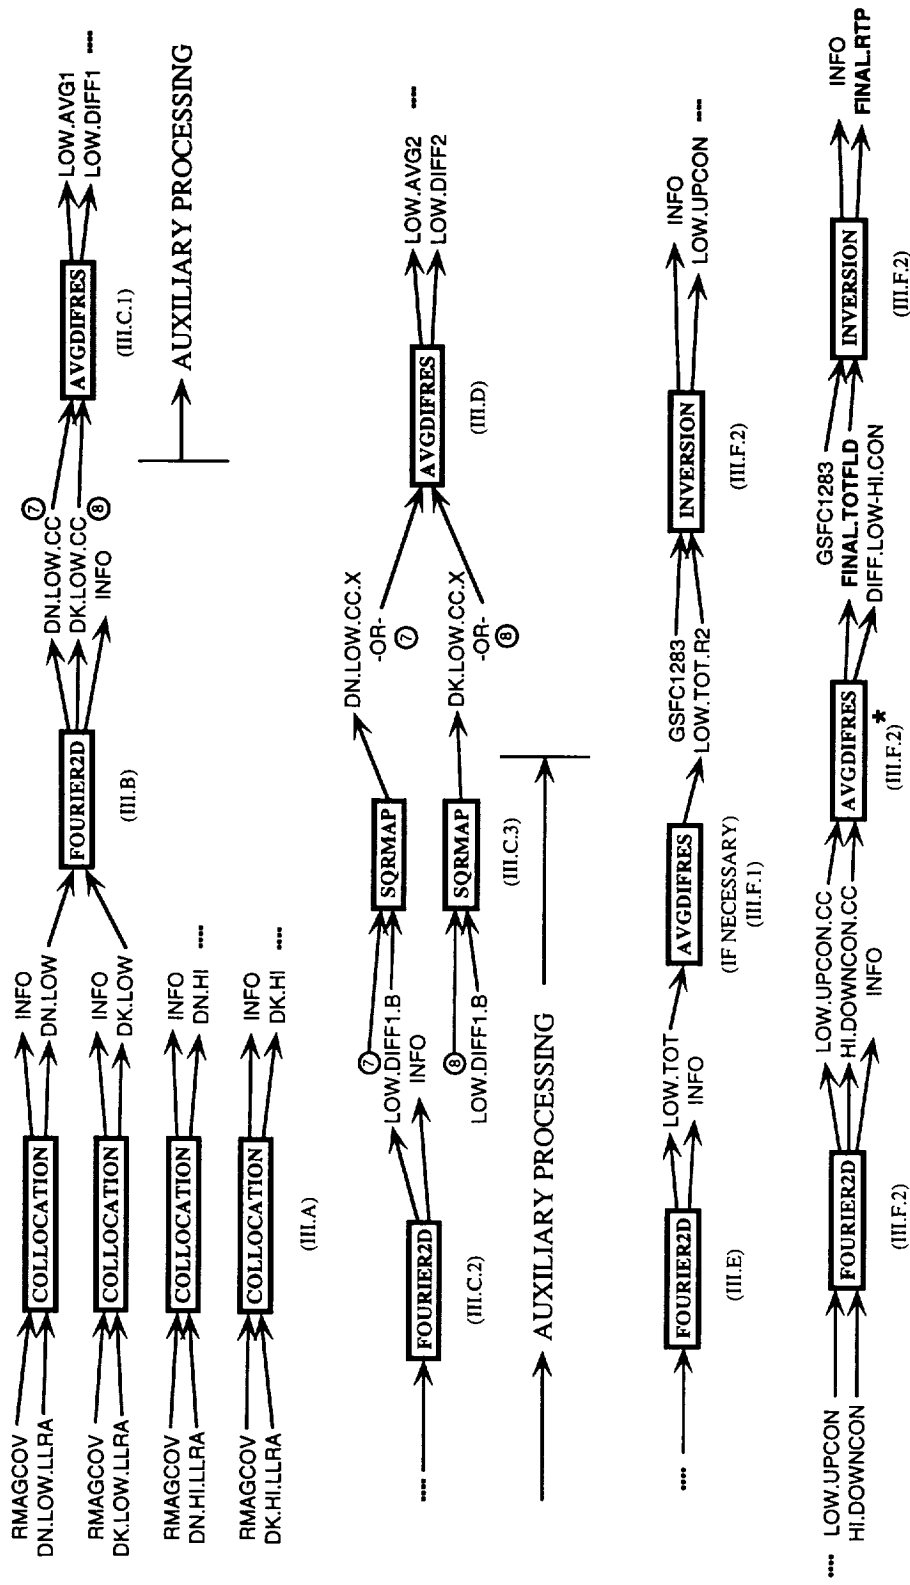 RMAGCOV
DN.LOW.LLRA
COLLOCATION
INFO
DN.LOW
RMAGCOV
DK.LOW.LLRA
COLLOCATION
INFO
DK.LOW
RMAGCOV
DN.HI.LLRA
COLLOCATION
INFO
DN.HI ....
RMAGCOV
DK.HI.LLRA
COLLOCATION
INFO
DK.HI ....
(III.A)
FOURIER2D
(III.B)
DN.LOW.CC 7
DK.LOW.CC 8
INFO
AVGDIFRES
(III.C.1)
LOW.AVG1
LOW.DIFF1 ....
AUXILIARY PROCESSING
....
FOURIER2D
(III.C.2)
7
LOW.DIFF1.B
INFO
8
LOW.DIFF1.B
SQRMAP
SQRMAP
(III.C.3)
DN.LOW.CC.X
-OR-
7
DK.LOW.CC.X
-OR-
8
AVGDIFRES
(III.D)
LOW.AVG2
LOW.DIFF2 ....
AUXILIARY PROCESSING
....
FOURIER2D
(III.E)
LOW.TOT
INFO
AVGDIFRES
(IF NECESSARY)
(III.F.1)
GSFC1283
LOW.TOT.R2
INVERSION
(III.F.2)
INFO
LOW.UPCON ....
.... LOW.UPCON
HI.DOWNCON
FOURIER2D
(III.F.2)
LOW.UPCON.CC
HI.DOWNCON.CC
INFO
AVGDIFRES
(III.F.2) *
GSFC1283
FINAL.TOTFLD
DIFF.LOW-HI.CON
INVERSION
(III.F.2)
INFO
FINAL.RTP